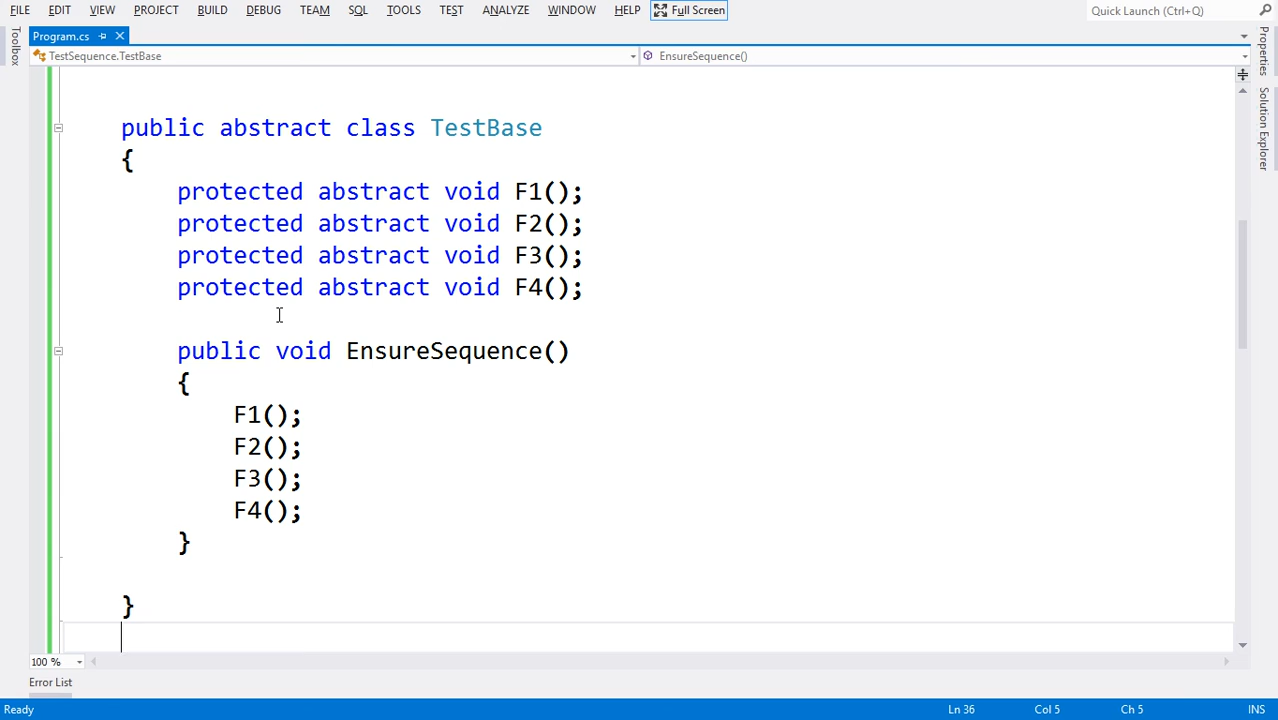 FILE EDIT VIEW PROJECT BUILD DEBUG TEAM SQL TOOLS TEST ANALYZE WINDOW HELP Full Screen Quick Launch (Ctrl+Q)
Program.cs
Toolbox
TestSequence.TestBase EnsureSequence()
Properties
Solution Explorer
public abstract class TestBase
{
protected abstract void F1();
protected abstract void F2();
protected abstract void F3();
protected abstract void F4();
public void EnsureSequence()
{
F1();
F2();
F3();
F4();
}
}
100 %
Error List
Ready Ln 36 Col 5 Ch 5 INS